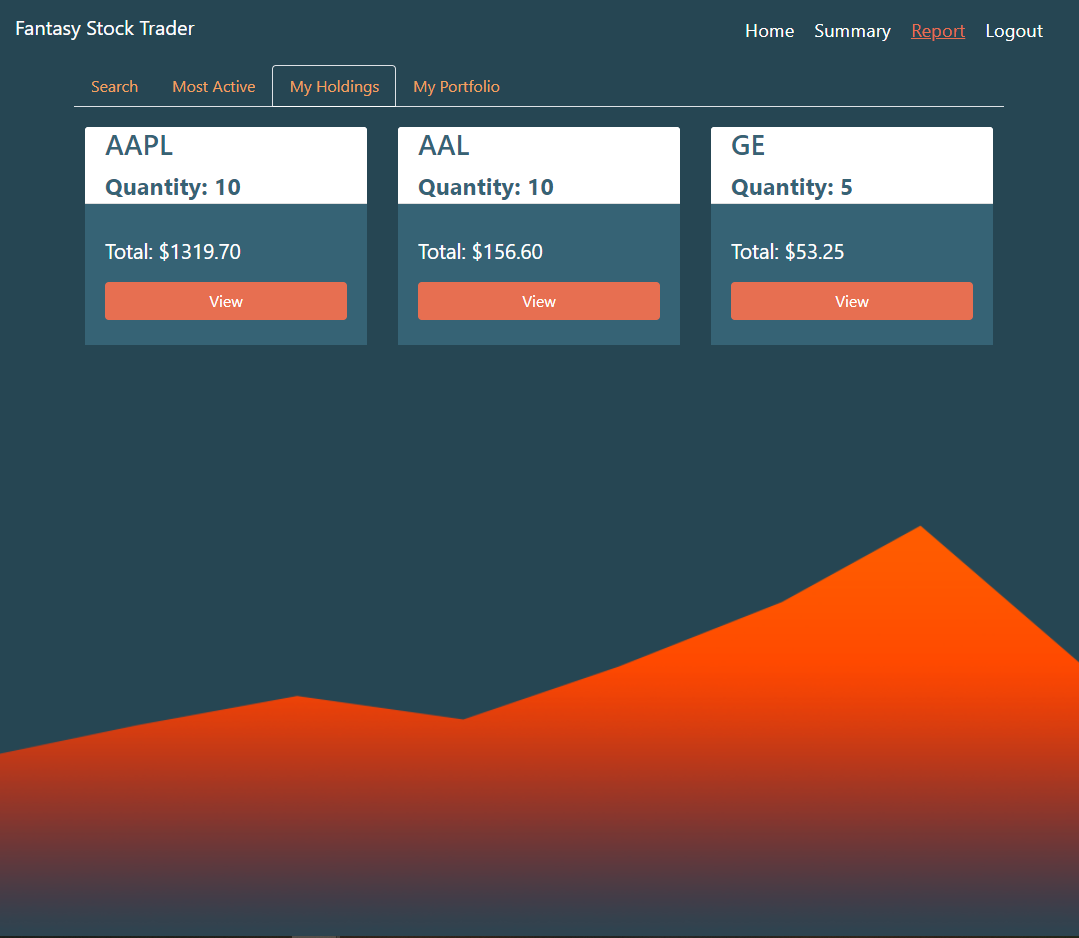 Fantasy Stock Trader
Home Summary Report Logout
Search Most Active My Holdings My Portfolio
AAPL
Quantity: 10
Total: $1319.70
View
AAL
Quantity: 10
Total: $156.60
View
GE
Quantity: 5
Total: $53.25
View